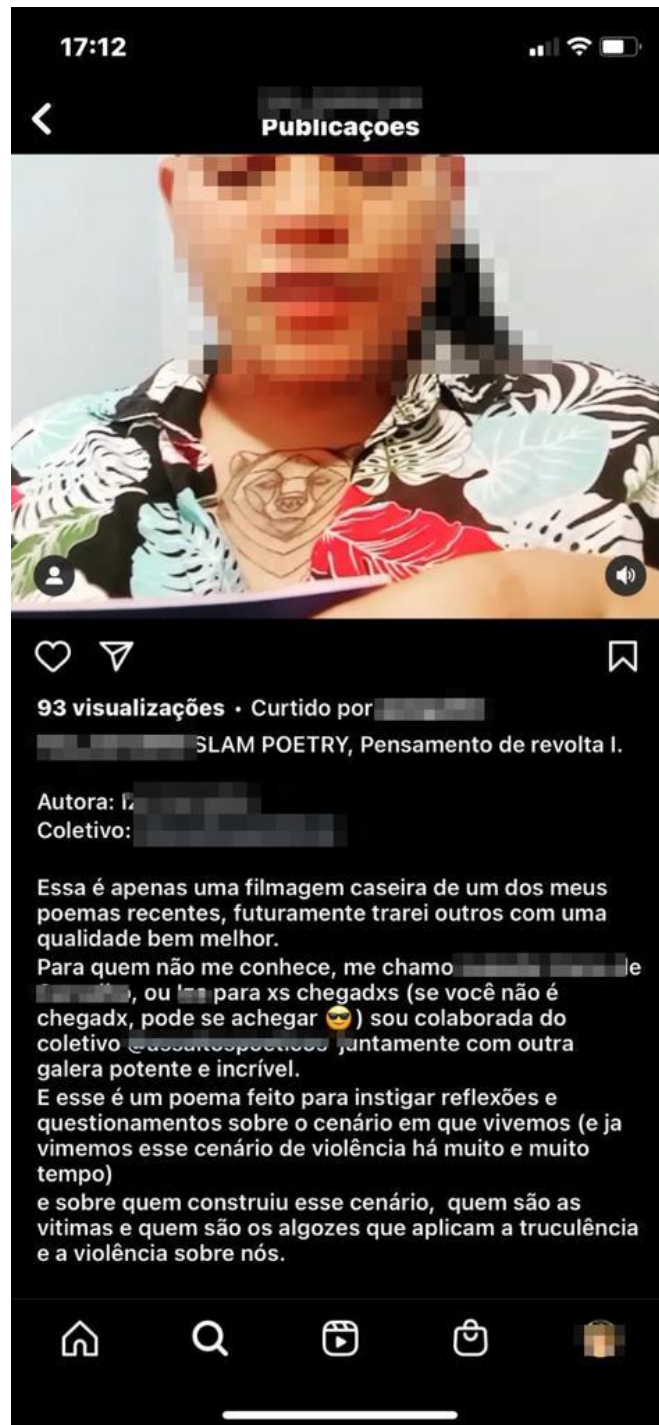 17:12
Publicações
93 visualizações • Curtido por
SLAM POETRY, Pensamento de revolta I.
Autora:
Coletivo:
Essa é apenas uma filmagem caseira de um dos meus
poemas recentes, futuramente trarei outros com uma
qualidade bem melhor.
Para quem não me conhece, me chamo
, ou para xs chegadxs (se você não é
chegadx, pode se achegar 😎) sou colaborada do
coletivo juntamente com outra
galera potente e incrível.
E esse é um poema feito para instigar reflexões e
questionamentos sobre o cenário em que vivemos (e ja
vimemos esse cenário de violência há muito e muito
tempo)
e sobre quem construiu esse cenário, quem são as
vitimas e quem são os algozes que aplicam a truculência
e a violência sobre nós.